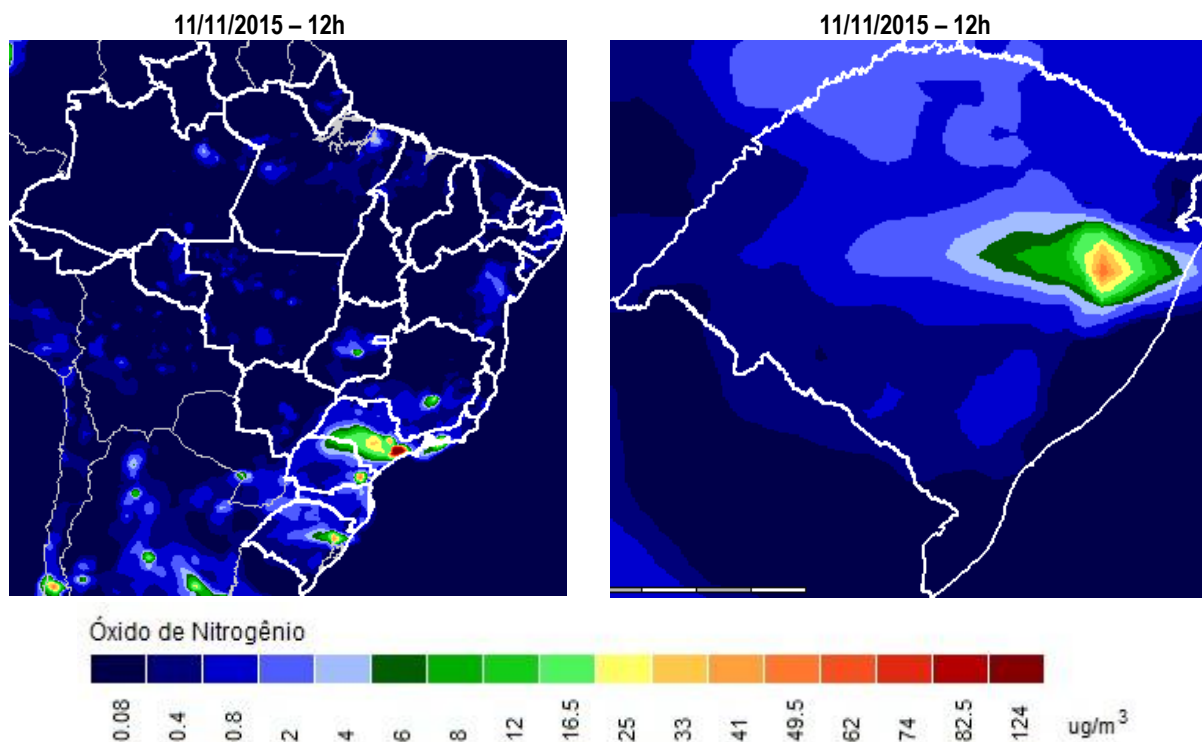 11/11/2015 – 12h
11/11/2015 – 12h
Óxido de Nitrogênio
0.08 0.4 0.8 2 4 6 8 12 16.5 25 33 41 49.5 62 74 82.5 124 ug/m³